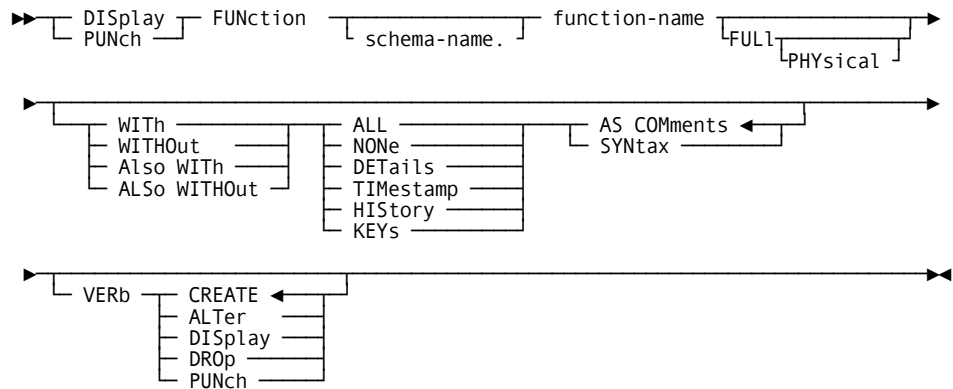 DISplay FUNction function-name
PUNch schema-name. FULl
PHYsical
WITh ALL AS COMments
WITHOut NONe SYNtax
Also WITh DETails
ALSo WITHOut TIMestamp
HIStory
KEYs
VERb CREATE
ALTer
DISplay
DROp
PUNch